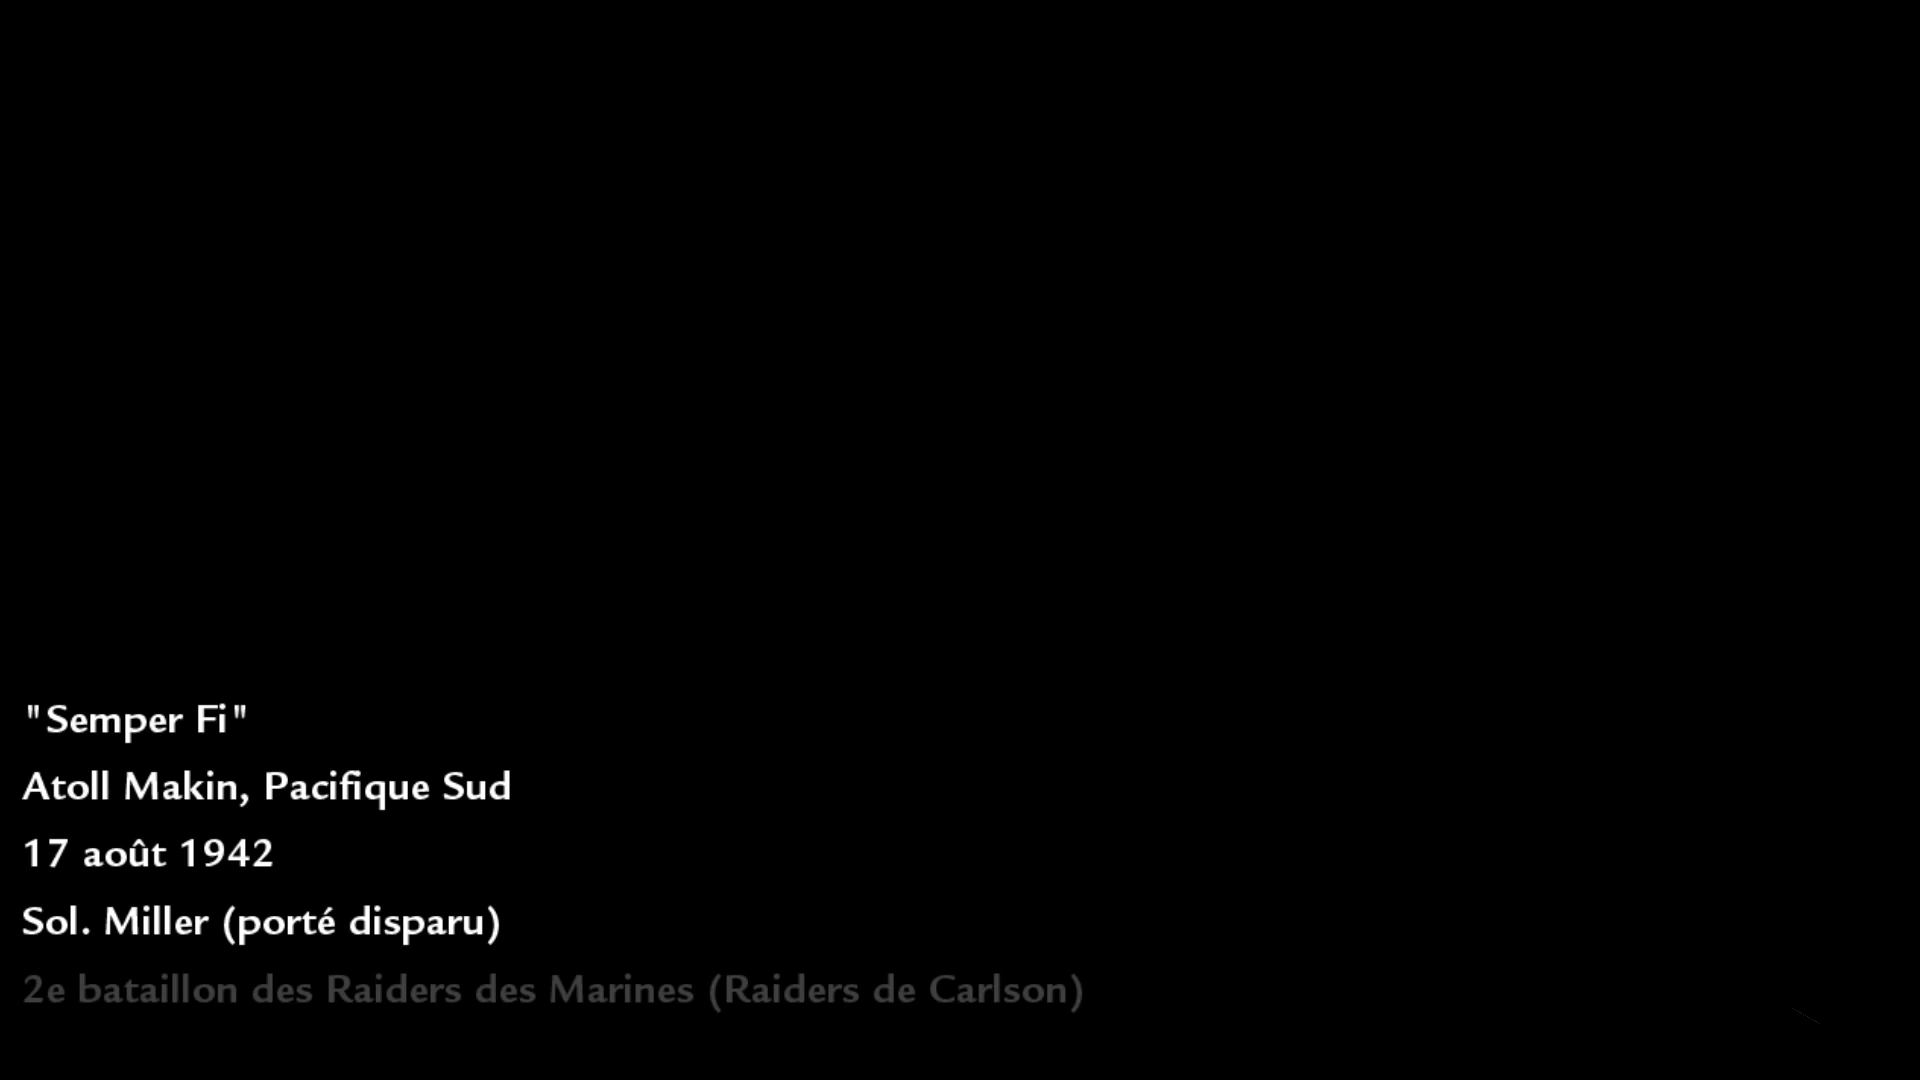 "Semper Fi"
Atoll Makin, Pacifique Sud
17 août 1942
Sol. Miller (porté disparu)
2e bataillon des Raiders des Marines (Raiders de Carlson)